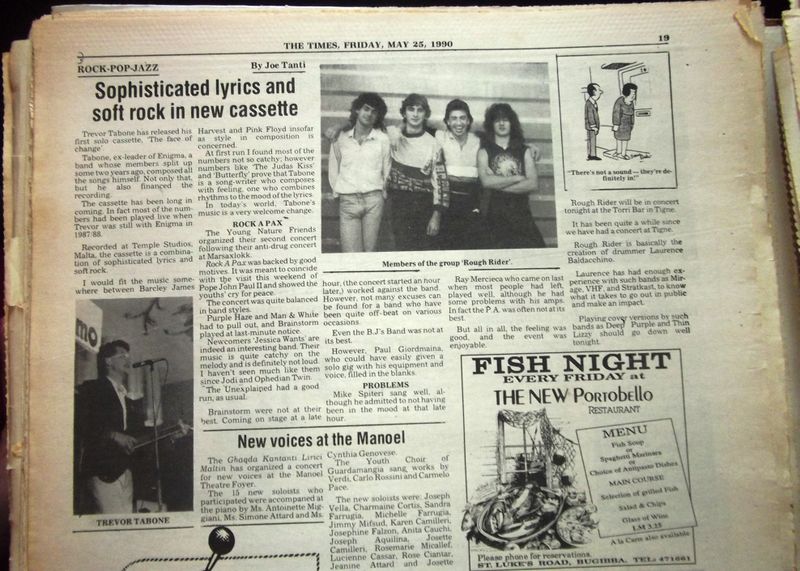 THE TIMES, FRIDAY, MAY 25, 1990
19
ROCK-POP-JAZZ
By Joe Tanti
Sophisticated lyrics and
soft rock in new cassette
Trevor Tabone has released his
first solo cassette, 'The face of
change'
Tabone, ex-leader of Enigma, a
band whose members split up
some two years ago, composed all
the songs himself. Not only that,
but he also financed the
recording.
The cassette has been long in
coming. In fact most of the num-
bers had been played live when
Trevor was still with Enigma in
1987/88.
Recorded at Temple Studios,
Malta, the cassette is a combina-
tion of sophisticated lyrics and
soft rock.
I would fit the music some-
where between Barcley James
mo
TREVOR TABONE
Harvest and Pink Floyd insofar
as style in composition is
concerned.
At first run I found most of the
numbers not so catchy; however
numbers like 'The Judas Kiss'
and 'Butterfly' prove that Tabone
is a song-writer who composes
with feeling, one who combines
rhythms to the mood of the lyrics.
In today's world, Tabone's
music is a very welcome change.
ROCK A PAX
The Young Nature Friends
organized their second concert
following their anti-drug concert
at Marsaxlokk.
Rock A Pax was backed by good
motives. It was meant to coincide
with the visit this weekend of
Pope John Paul II and showed the
youths' cry for peace.
The concert was quite balanced
in band styles.
Purple Haze and Man & White
had to pull out, and Brainstorm
played at last-minute notice.
Newcomers 'Jessica Wants' are
indeed an interesting band. Their
music is quite catchy on the
melody and is definitely not loud.
I haven't seen much like them
since Jodi and Ophedian Twin.
The Unexplained had a good
run, as usual.
Brainstorm were not at their
best. Coming on stage at a late
Members of the group 'Rough Rider'.
hour, (the concert started an hour
later,) worked against the band.
However, not many excuses can
be found for a band who have
been quite off-beat on various
occasions.
Even the B.J's Band was not at
its best.
However, Paul Giordmaina,
who could have easily given a
solo gig with his equipment and
voice, filled in the blanks.
PROBLEMS
Mike Spiteri sang well, al-
though he admitted to not having
been in the mood at that late
hour.
Ray Mercieca who came on last
when most people had left,
played well, although he had
some problems with his amps.
In fact the P.A. was often not at its
best.
But all in all, the feeling was
good, and the event was
enjoyable.
"There's not a sound — they're de-
finitely in!"
Rough Rider will be in concert
tonight at the Torri Bar in Tigne.
It has been quite a while since
we have had a concert at Tigne.
Rough Rider is basically the
creation of drummer Laurence
Baldacchino.
Laurence has had enough ex-
perience with such bands as Mir-
age, VHF, and Stratkast, to know
what it takes to go out in public
and make an impact.
Playing cover versions by such
bands as Deep Purple and Thin
Lizzy should go down well
tonight.
New voices at the Manoel
The Ghaqda Kantanti Lirici
Maltin has organized a concert
for new voices at the Manoel
Theatre Foyer.
The 15 new soloists who
participated were accompanied at
the piano by Ms. Antoinette Mig-
giani, Ms. Simone Attard and Ms.
Cynthia Genovese.
The Youth Choir of
Guardamangia sang works by
Verdi, Carlo Rossini and Carmelo
Pace.
The new soloists were: Joseph
Vella, Charmaine Cortis, Sandra
Farrugia, Michelle Farrugia,
Jimmy Mifsud, Karen Camilleri,
Josephine Falzon, Anita Cauchi,
Joseph Aquilina, Josette
Camilleri, Rosemarie Micallef,
Lucienne Cassar, Rose Ciantar,
Jeanine Attard and Josette
FISH NIGHT
EVERY FRIDAY at
THE NEW PORTOBELLO
RESTAURANT
MENU
Fish Soup
or
Spaghetti Marinara
or
Choice of Antipasto Dishes
MAIN COURSE
Selection of grilled Fish
Salad & Chips
Glass of Wine
LM 3.25
A la Carte also available
Please phone for reservations.
ST. LUKE'S ROAD, BUGIBBA. TEL: 471661